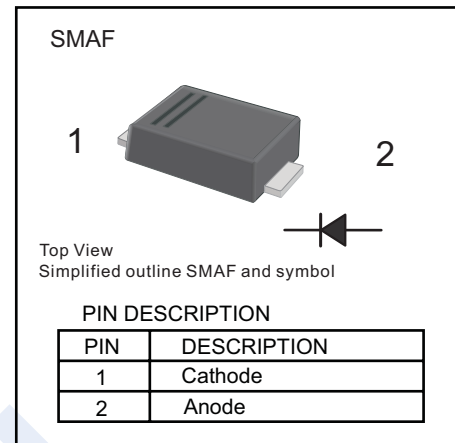 SMAF
1
2
Top View
Simplified outline SMAF and symbol
PIN DESCRIPTION
PIN DESCRIPTION
1 Cathode
2 Anode